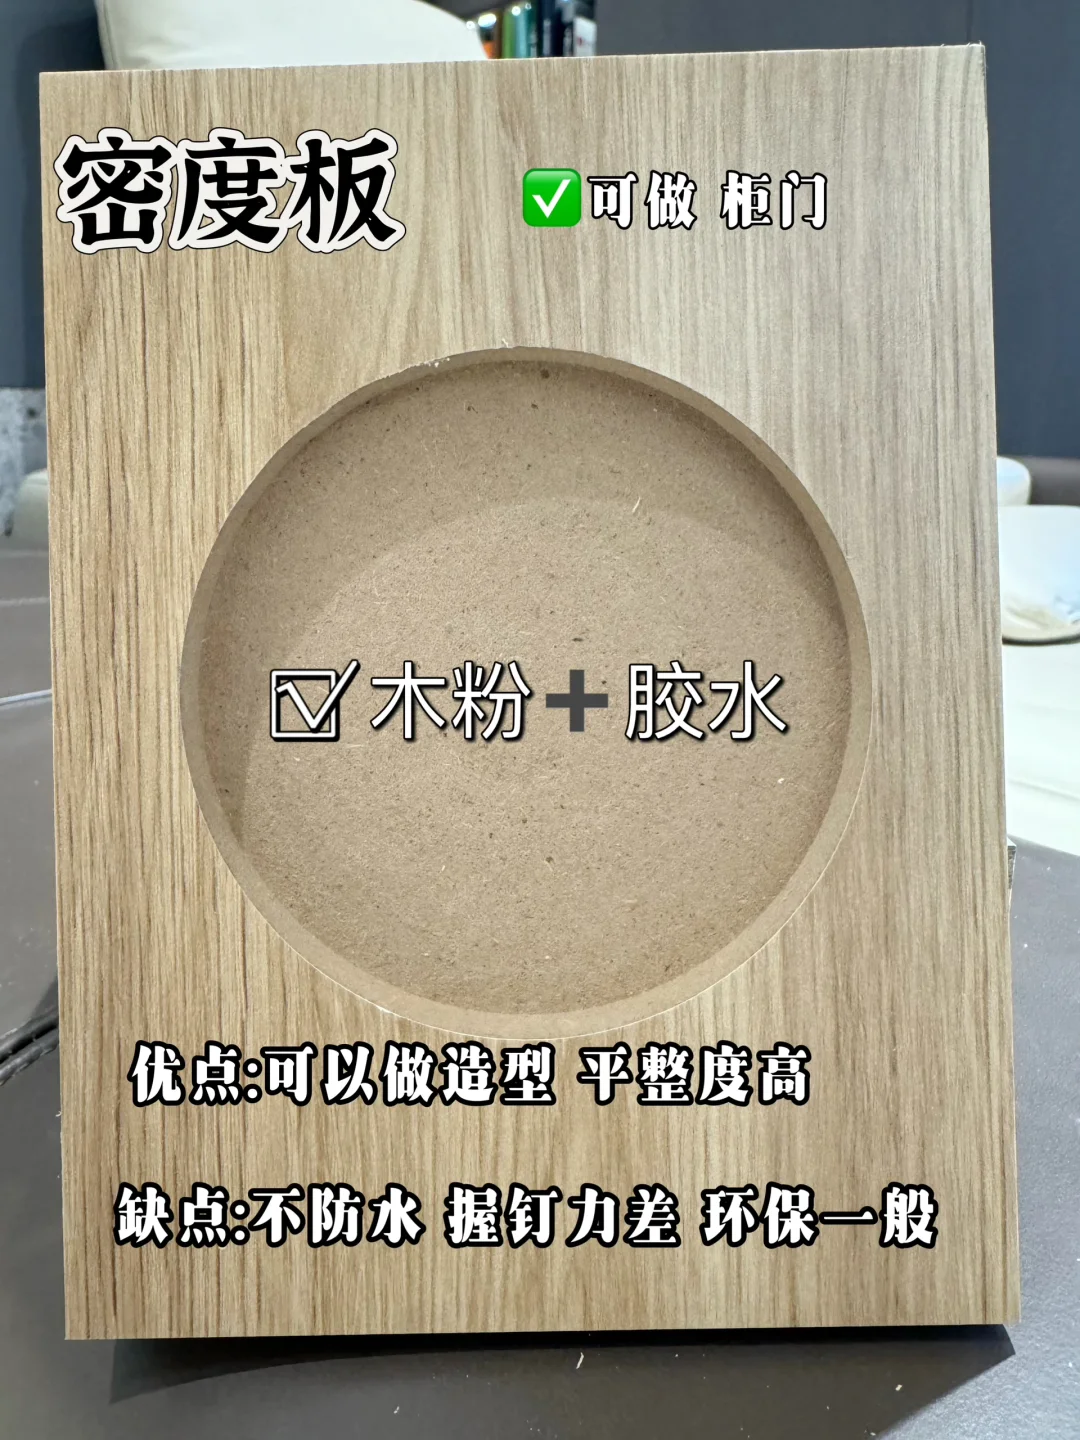 密度板
✅可做 柜门
☑木粉➕胶水
优点:可以做造型 平整度高
缺点:不防水 握钉力差 环保一般